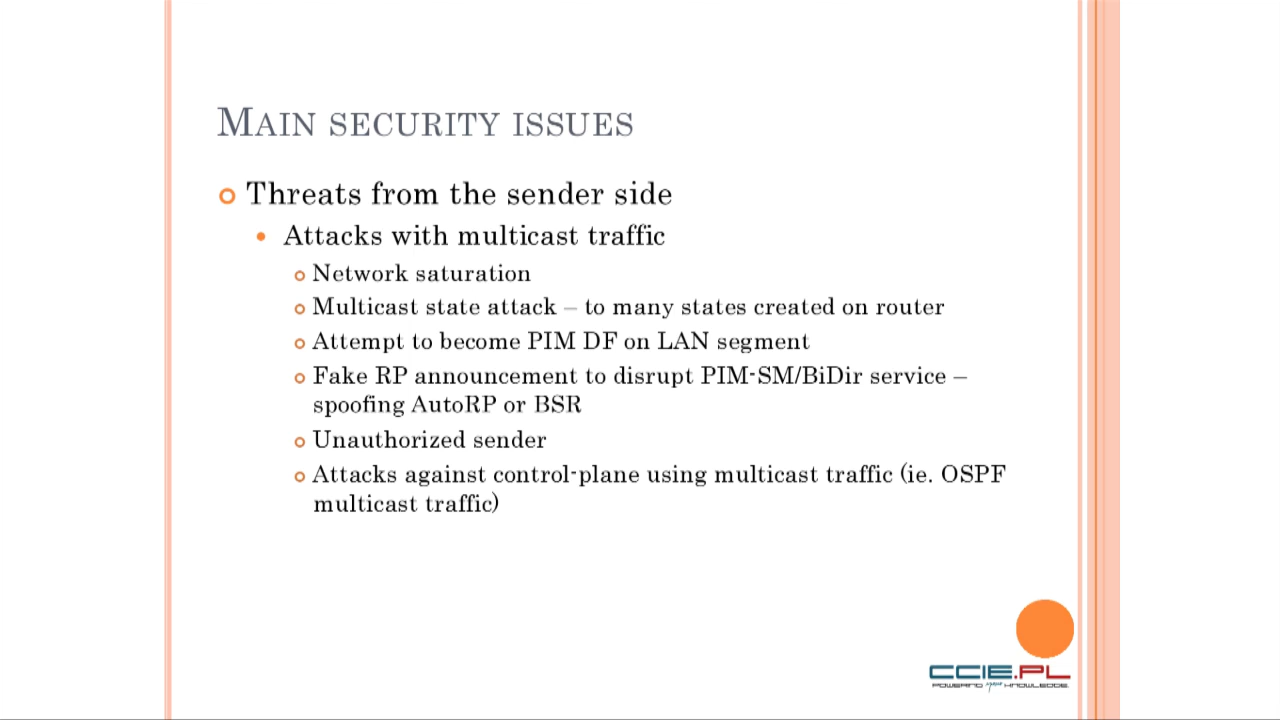 MAIN SECURITY ISSUES
Threats from the sender side
Attacks with multicast traffic
Network saturation
Multicast state attack – to many states created on router
Attempt to become PIM DF on LAN segment
Fake RP announcement to disrupt PIM-SM/BiDir service –
spoofing AutoRP or BSR
Unauthorized sender
Attacks against control-plane using multicast traffic (ie. OSPF
multicast traffic)
CCIE.PL
POWERING your KNOWLEDGE